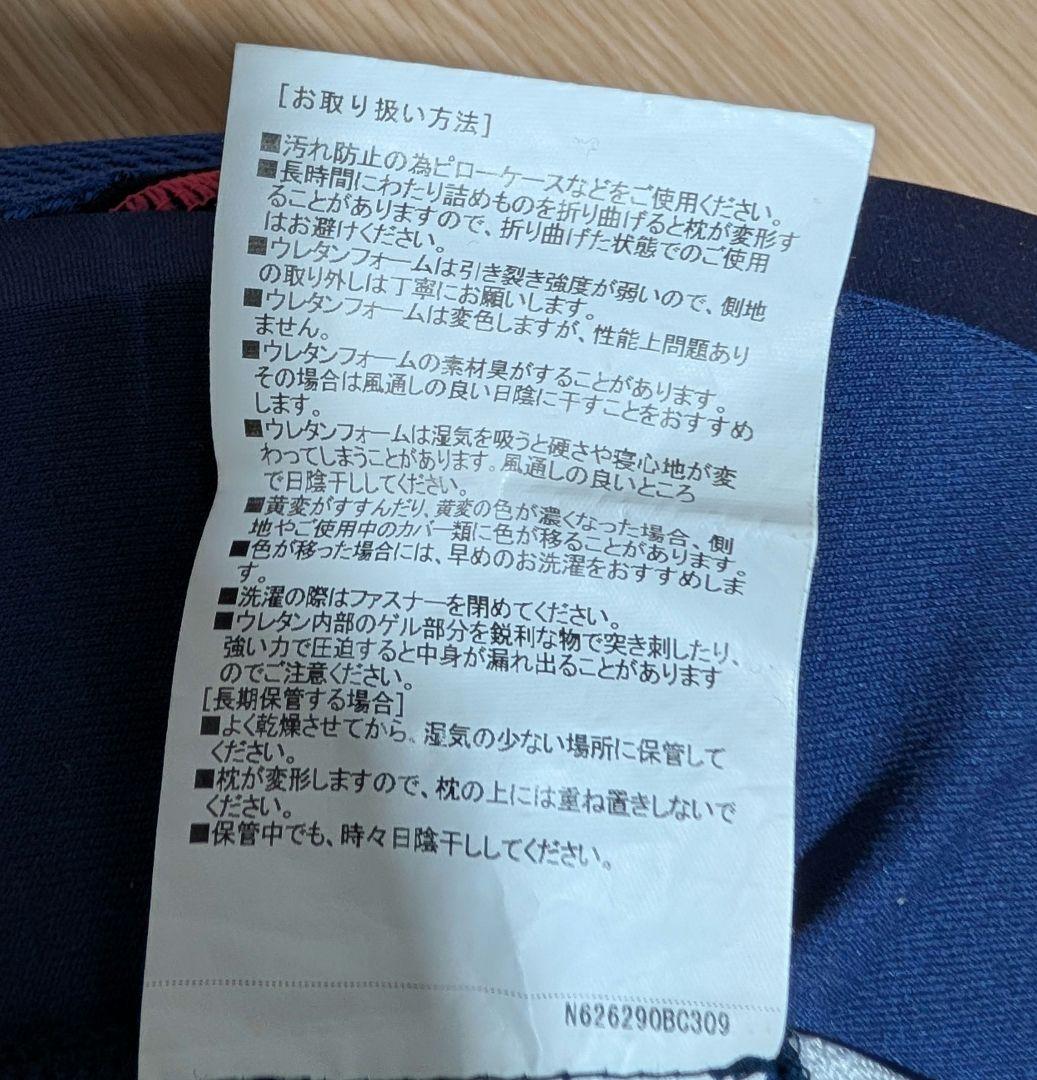 [お取り扱い方法]
■汚れ防止の為ピローケースなどをご使用ください。
■長時間にわたり詰めものを折り曲げると枕が変形す
ることがありますので、折り曲げた状態でのご使用
はお避けください。
■ウレタンフォームは引き裂き強度が弱いので、側地
の取り外しは丁寧にお願いします。
■ウレタンフォームは変色しますが、性能上問題あり
ません。
■ウレタンフォームの素材臭がすることがあります。
その場合は風通しの良い日陰に干すことをおすすめ
します。
■ウレタンフォームは湿気を吸うと硬さや寝心地が変
わってしまうことがあります。風通しの良いところ
で日陰干ししてください。
■黄変がすすんだり、黄変の色が濃くなった場合、側
地やご使用中のカバー類に色が移ることがあります。
■色が移った場合には、早めのお洗濯をおすすめしま
す。
■洗濯の際はファスナーを閉めてください。
■ウレタン内部のゲル部分を鋭利な物で突き刺したり、
強い力で圧迫すると中身が漏れ出ることがあります
のでご注意ください。
[長期保管する場合]
■よく乾燥させてから、湿気の少ない場所に保管して
ください。
■枕が変形しますので、枕の上には重ね置きしないで
ください。
■保管中でも、時々日陰干ししてください。
N626290BC309